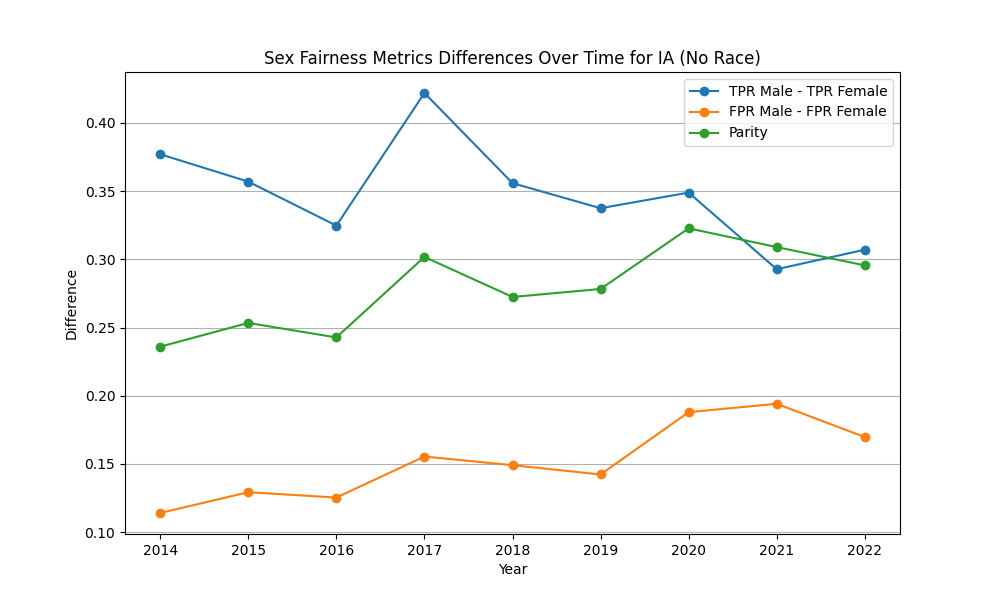 Sex Fairness Metrics Differences Over Time for IA (No Race)
TPR Male - TPR Female
FPR Male - FPR Female
Parity
Difference
0.40
0.35
0.30
0.25
0.20
0.15
0.10
2014 2015 2016 2017 2018 2019 2020 2021 2022
Year